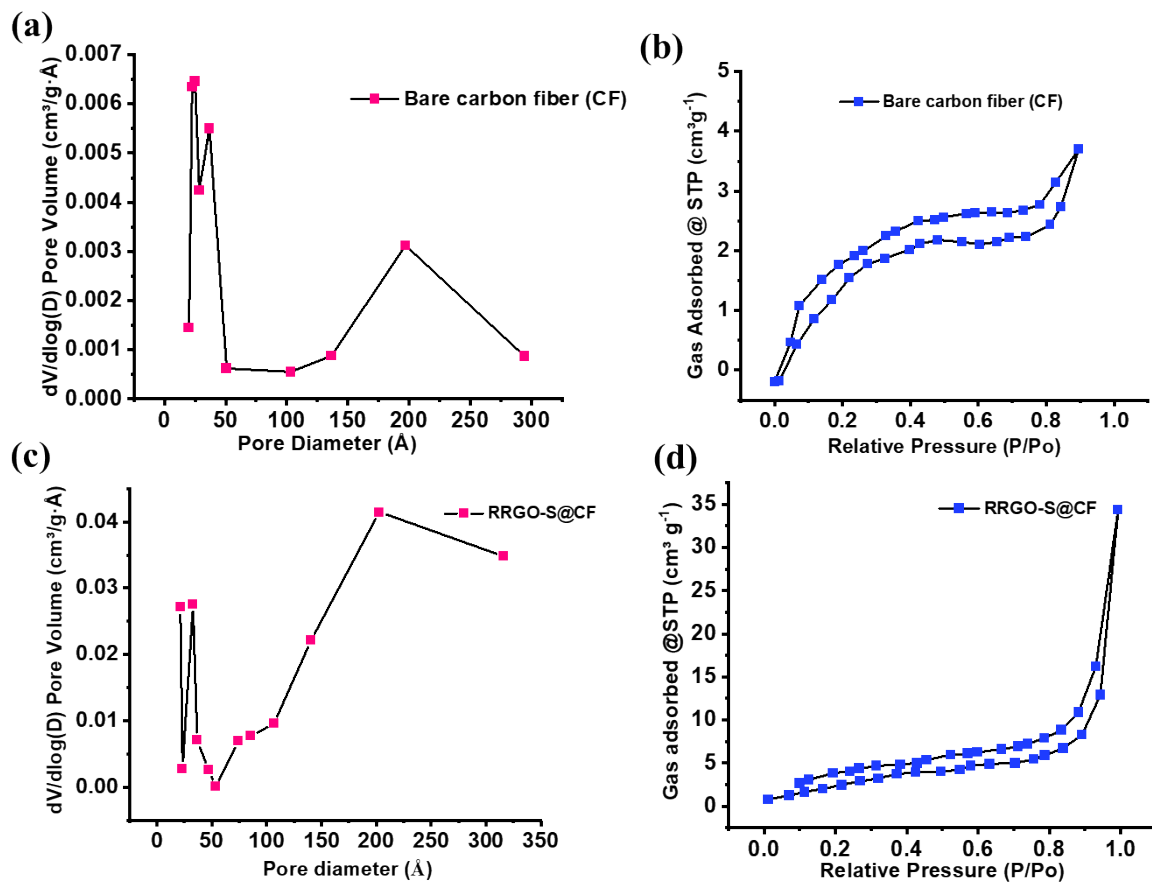 (a)
dV/dlog(D) Pore Volume (cm³/g·Å)
0.007
0.006
0.005
0.004
0.003
0.002
0.001
0.000
Bare carbon fiber (CF)
0 50 100 150 200 250 300
Pore Diameter (Å)
(b)
Gas Adsorbed @ STP (cm³g⁻¹)
5
4
3
2
1
0
Bare carbon fiber (CF)
0.0 0.2 0.4 0.6 0.8 1.0
Relative Pressure (P/Po)
(c)
dV/dlog(D) Pore Volume (cm³/g·Å)
0.04
0.03
0.02
0.01
0.00
RRGO-S@CF
0 50 100 150 200 250 300 350
Pore diameter (Å)
(d)
Gas adsorbed @STP (cm³ g⁻¹)
35
30
25
20
15
10
5
0
RRGO-S@CF
0.0 0.2 0.4 0.6 0.8 1.0
Relative Pressure (P/Po)